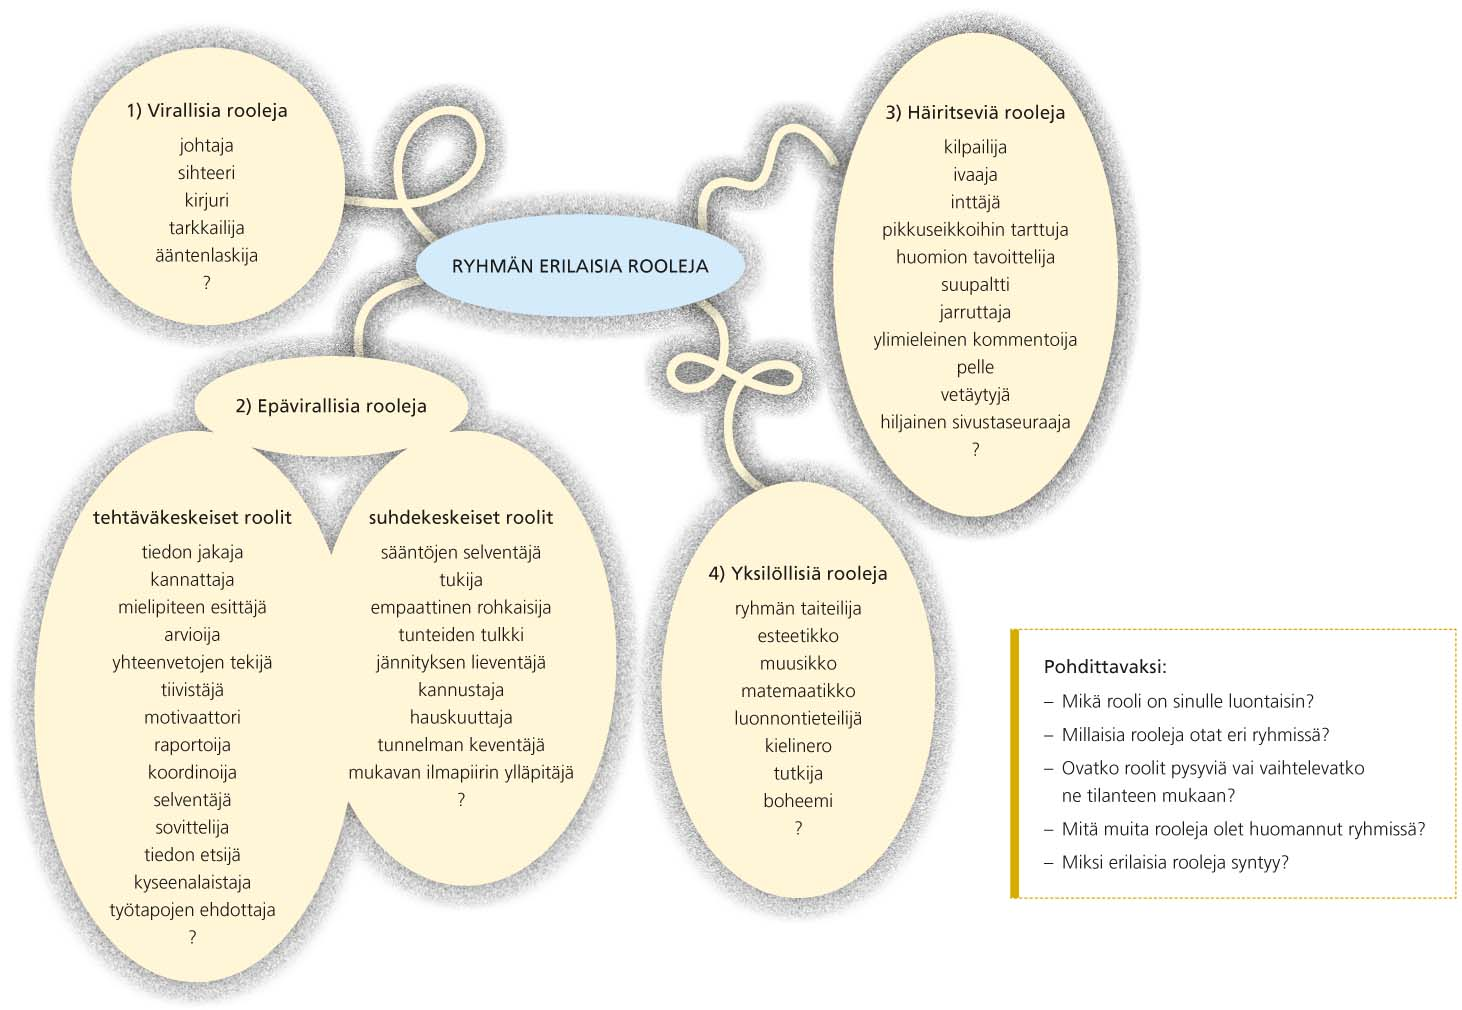 RYHMÄN ERILAISIA ROOLEJA
1) Virallisia rooleja
johtaja
sihteeri
kirjuri
tarkkailija
ääntenlaskija
?
2) Epävirallisia rooleja
tehtäväkeskeiset roolit
tiedon jakaja
kannattaja
mielipiteen esittäjä
arvioija
yhteenvetojen tekijä
tiivistäjä
motivaattori
raportoija
koordinoija
selventäjä
sovittelija
tiedon etsijä
kyseenalaistaja
työtapojen ehdottaja
?
suhdekeskeiset roolit
sääntöjen selventäjä
tukija
empaattinen rohkaisija
tunteiden tulkki
jännityksen lieventäjä
kannustaja
hauskuuttaja
tunnelman keventäjä
mukavan ilmapiirin ylläpitäjä
?
3) Häiritseviä rooleja
kilpailija
ivaaja
inttäjä
pikkuseikkoihin tarttuja
huomion tavoittelija
suupaltti
jarruttaja
ylimieleinen kommentoija
pelle
vetäytyjä
hiljainen sivustaseuraaja
?
4) Yksilöllisiä rooleja
ryhmän taiteilija
esteetikko
muusikko
matemaatikko
luonnontieteilijä
kielinero
tutkija
boheemi
?
Pohdittavaksi:
– Mikä rooli on sinulle luontaisin?
– Millaisia rooleja otat eri ryhmissä?
– Ovatko roolit pysyviä vai vaihtelevatko
ne tilanteen mukaan?
– Mitä muita rooleja olet huomannut ryhmissä?
– Miksi erilaisia rooleja syntyy?